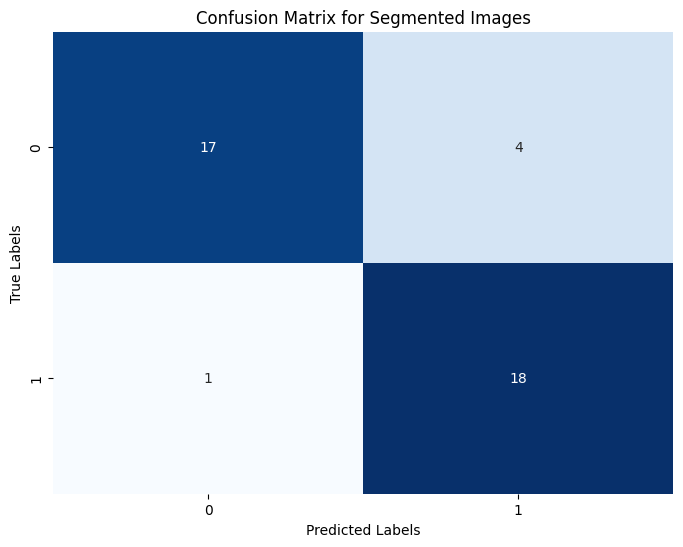 Confusion Matrix for Segmented Images
True Labels
0
17
4
1
1
18
0
1
Predicted Labels